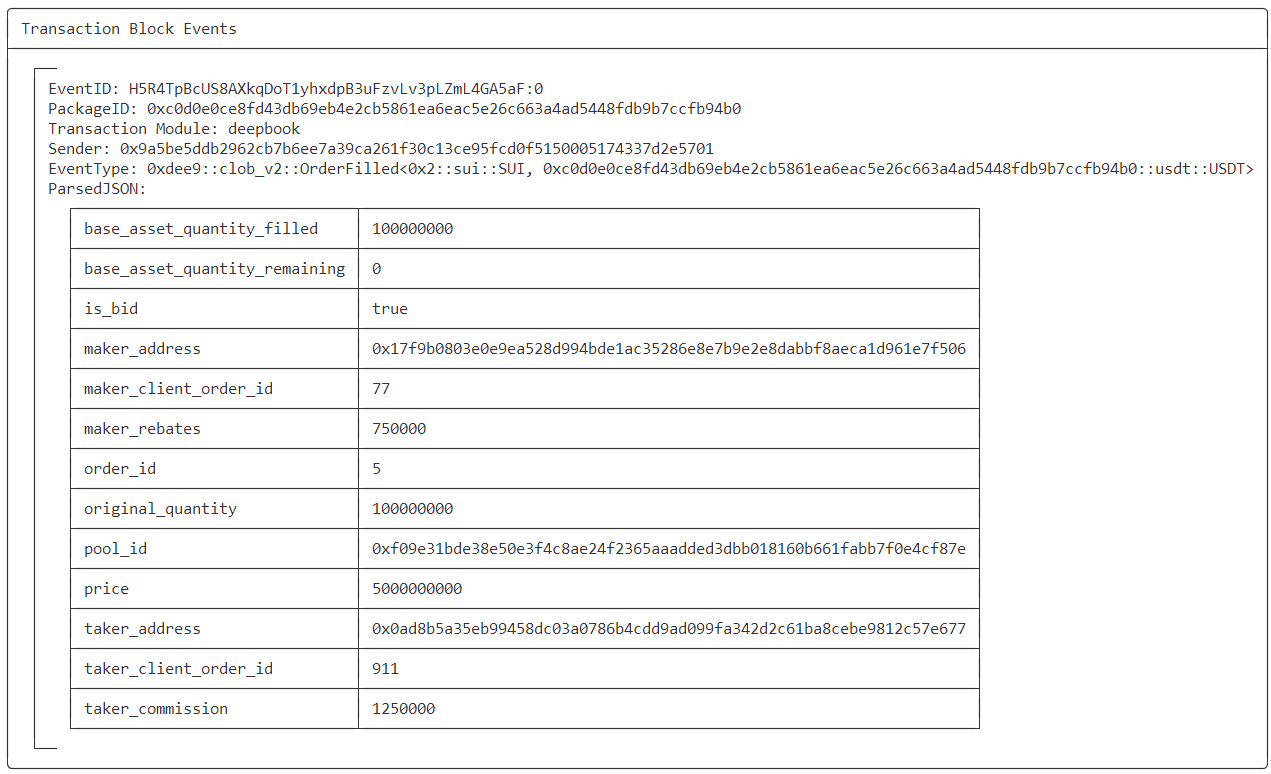 Transaction Block Events
EventID: H5R4TpBcUS8AXkqDoT1yhxdpB3uFzvLv3pLZmL4GA5aF:0
PackageID: 0xc0d0e0ce8fd43db69eb4e2cb5861ea6eac5e26c663a4ad5448fdb9b7ccfb94b0
Transaction Module: deepbook
Sender: 0x9a5be5ddb2962cb7b6ee7a39ca261f30c13ce95fcd0f5150005174337d2e5701
EventType: 0xdee9::clob_v2::OrderFilled<0x2::sui::SUI, 0xc0d0e0ce8fd43db69eb4e2cb5861ea6eac5e26c663a4ad5448fdb9b7ccfb94b0::usdt::USDT>
ParsedJSON:
base_asset_quantity_filled 100000000
base_asset_quantity_remaining 0
is_bid true
maker_address 0x17f9b0803e0e9ea528d994bde1ac35286e8e7b9e2e8dabbf8aeca1d961e7f506
maker_client_order_id 77
maker_rebates 750000
order_id 5
original_quantity 100000000
pool_id 0xf09e31bde38e50e3f4c8ae24f2365aaadded3dbb018160b661fabb7f0e4cf87e
price 5000000000
taker_address 0x0ad8b5a35eb99458dc03a0786b4cdd9ad099fa342d2c61ba8cebe9812c57e677
taker_client_order_id 911
taker_commission 1250000